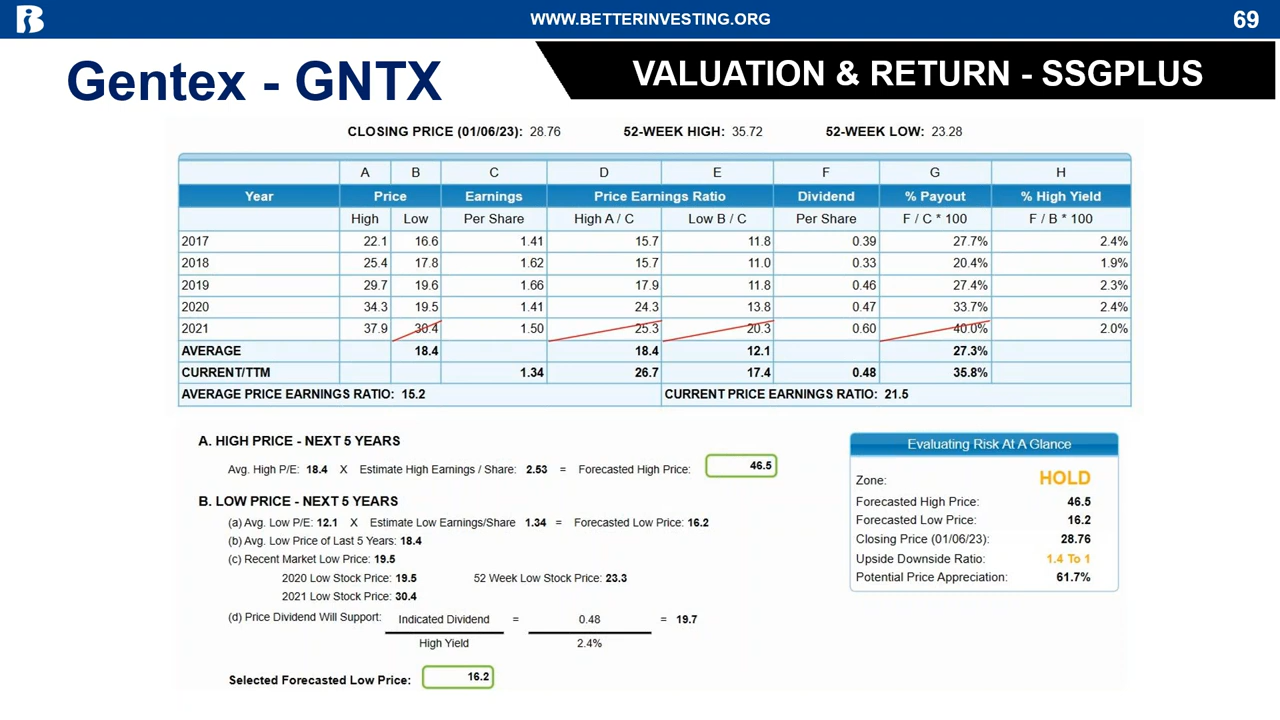 WWW.BETTERINVESTING.ORG
69
Gentex - GNTX
VALUATION & RETURN - SSGPLUS
CLOSING PRICE (01/06/23): 28.76 52-WEEK HIGH: 35.72 52-WEEK LOW: 23.28
A B C D E F G H
Year Price Earnings Price Earnings Ratio Dividend % Payout % High Yield
High Low Per Share High A / C Low B / C Per Share F / C * 100 F / B * 100
2017 22.1 16.6 1.41 15.7 11.8 0.39 27.7% 2.4%
2018 25.4 17.8 1.62 15.7 11.0 0.33 20.4% 1.9%
2019 29.7 19.6 1.66 17.9 11.8 0.46 27.4% 2.3%
2020 34.3 19.5 1.41 24.3 13.8 0.47 33.7% 2.4%
2021 37.9 30.4 1.50 25.3 20.3 0.60 40.0% 2.0%
AVERAGE 18.4 18.4 12.1 27.3%
CURRENT/TTM 1.34 26.7 17.4 0.48 35.8%
AVERAGE PRICE EARNINGS RATIO: 15.2 CURRENT PRICE EARNINGS RATIO: 21.5
A. HIGH PRICE - NEXT 5 YEARS
Avg. High P/E: 18.4 X Estimate High Earnings / Share: 2.53 = Forecasted High Price: 46.5
B. LOW PRICE - NEXT 5 YEARS
(a) Avg. Low P/E: 12.1 X Estimate Low Earnings/Share 1.34 = Forecasted Low Price: 16.2
(b) Avg. Low Price of Last 5 Years: 18.4
(c) Recent Market Low Price: 19.5
2020 Low Stock Price: 19.5 52 Week Low Stock Price: 23.3
2021 Low Stock Price: 30.4
(d) Price Dividend Will Support: Indicated Dividend = 0.48 = 19.7
High Yield 2.4%
Selected Forecasted Low Price: 16.2
Evaluating Risk At A Glance
Zone: HOLD
Forecasted High Price: 46.5
Forecasted Low Price: 16.2
Closing Price (01/06/23): 28.76
Upside Downside Ratio: 1.4 To 1
Potential Price Appreciation: 61.7%